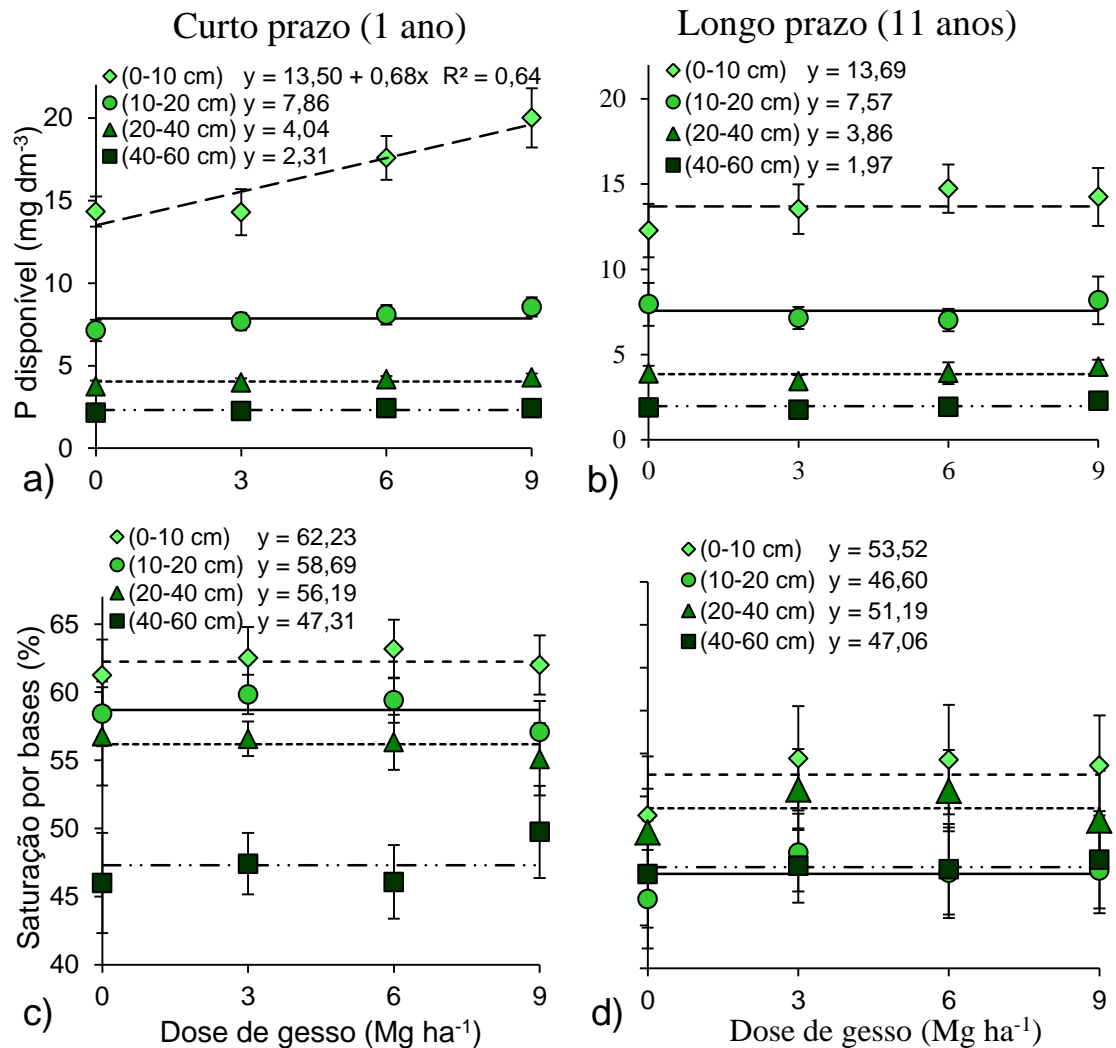 Curto prazo (1 ano)
Longo prazo (11 anos)
(0-10 cm) y = 13,50 + 0,68x R² = 0,64
(10-20 cm) y = 7,86
(20-40 cm) y = 4,04
(40-60 cm) y = 2,31
P disponível (mg dm⁻³)
20
15
10
5
0
0 3 6 9
a)
(0-10 cm) y = 13,69
(10-20 cm) y = 7,57
(20-40 cm) y = 3,86
(40-60 cm) y = 1,97
20
15
10
5
0
0 3 6 9
b)
(0-10 cm) y = 62,23
(10-20 cm) y = 58,69
(20-40 cm) y = 56,19
(40-60 cm) y = 47,31
Saturação por bases (%)
65
60
55
50
45
40
0 3 6 9
c)
Dose de gesso (Mg ha⁻¹)
(0-10 cm) y = 53,52
(10-20 cm) y = 46,60
(20-40 cm) y = 51,19
(40-60 cm) y = 47,06
0 3 6 9
d)
Dose de gesso (Mg ha⁻¹)